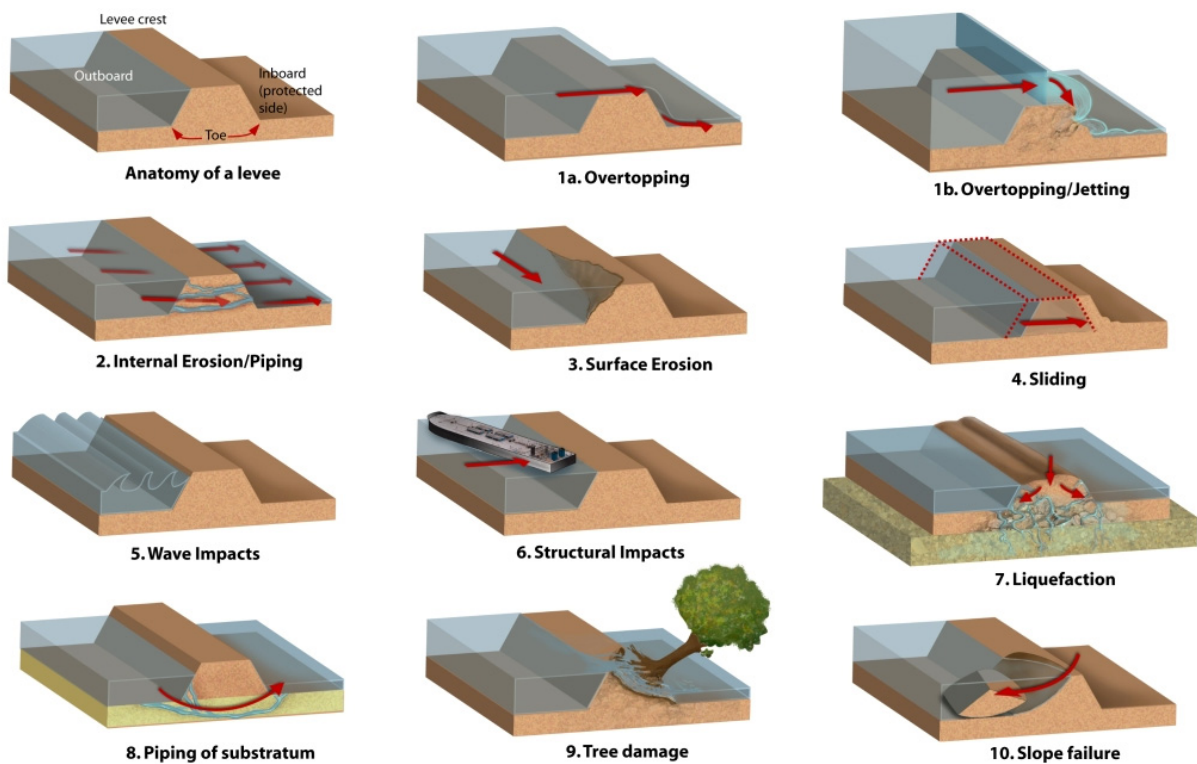 Levee crest
Outboard
Inboard
(protected
side)
Toe
Anatomy of a levee
1a. Overtopping
1b. Overtopping/Jetting
2. Internal Erosion/Piping
3. Surface Erosion
4. Sliding
5. Wave Impacts
6. Structural Impacts
7. Liquefaction
8. Piping of substratum
9. Tree damage
10. Slope failure